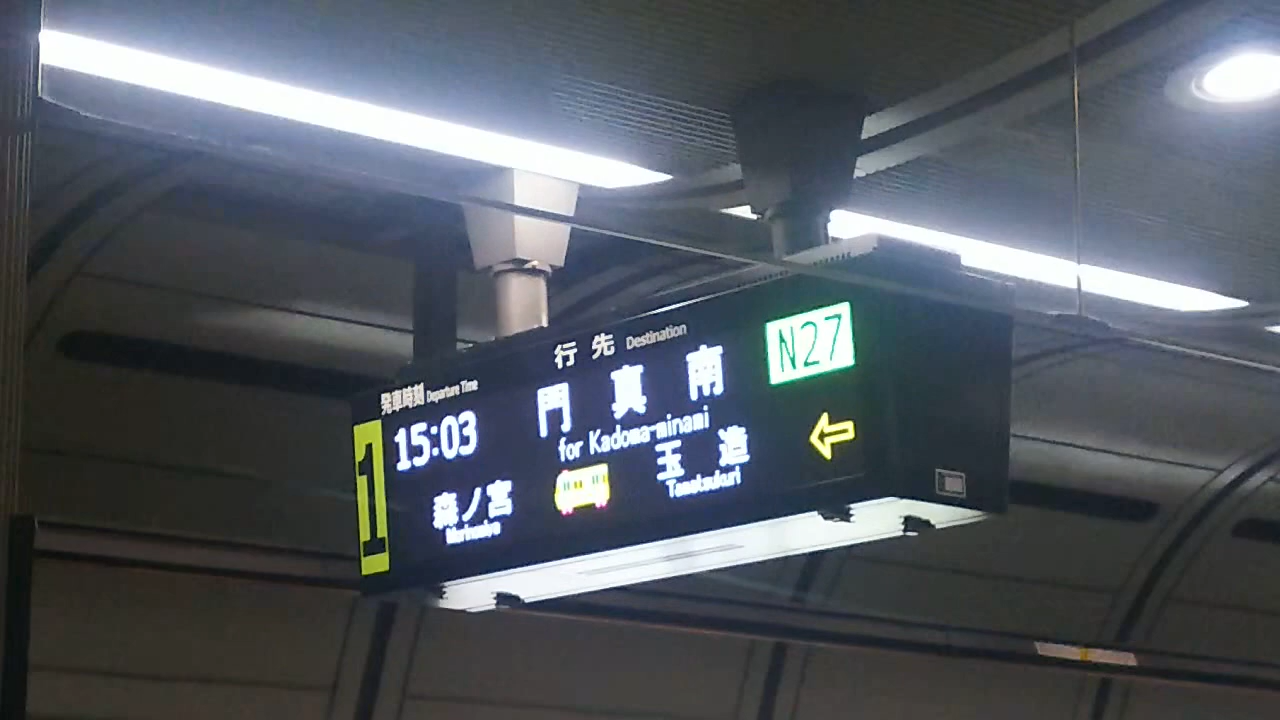 行先 Destination
N27
発車時刻 Departure Time
1
15:03
門真南
for Kadoma-minami
森ノ宮
玉造
Tamatsukuri